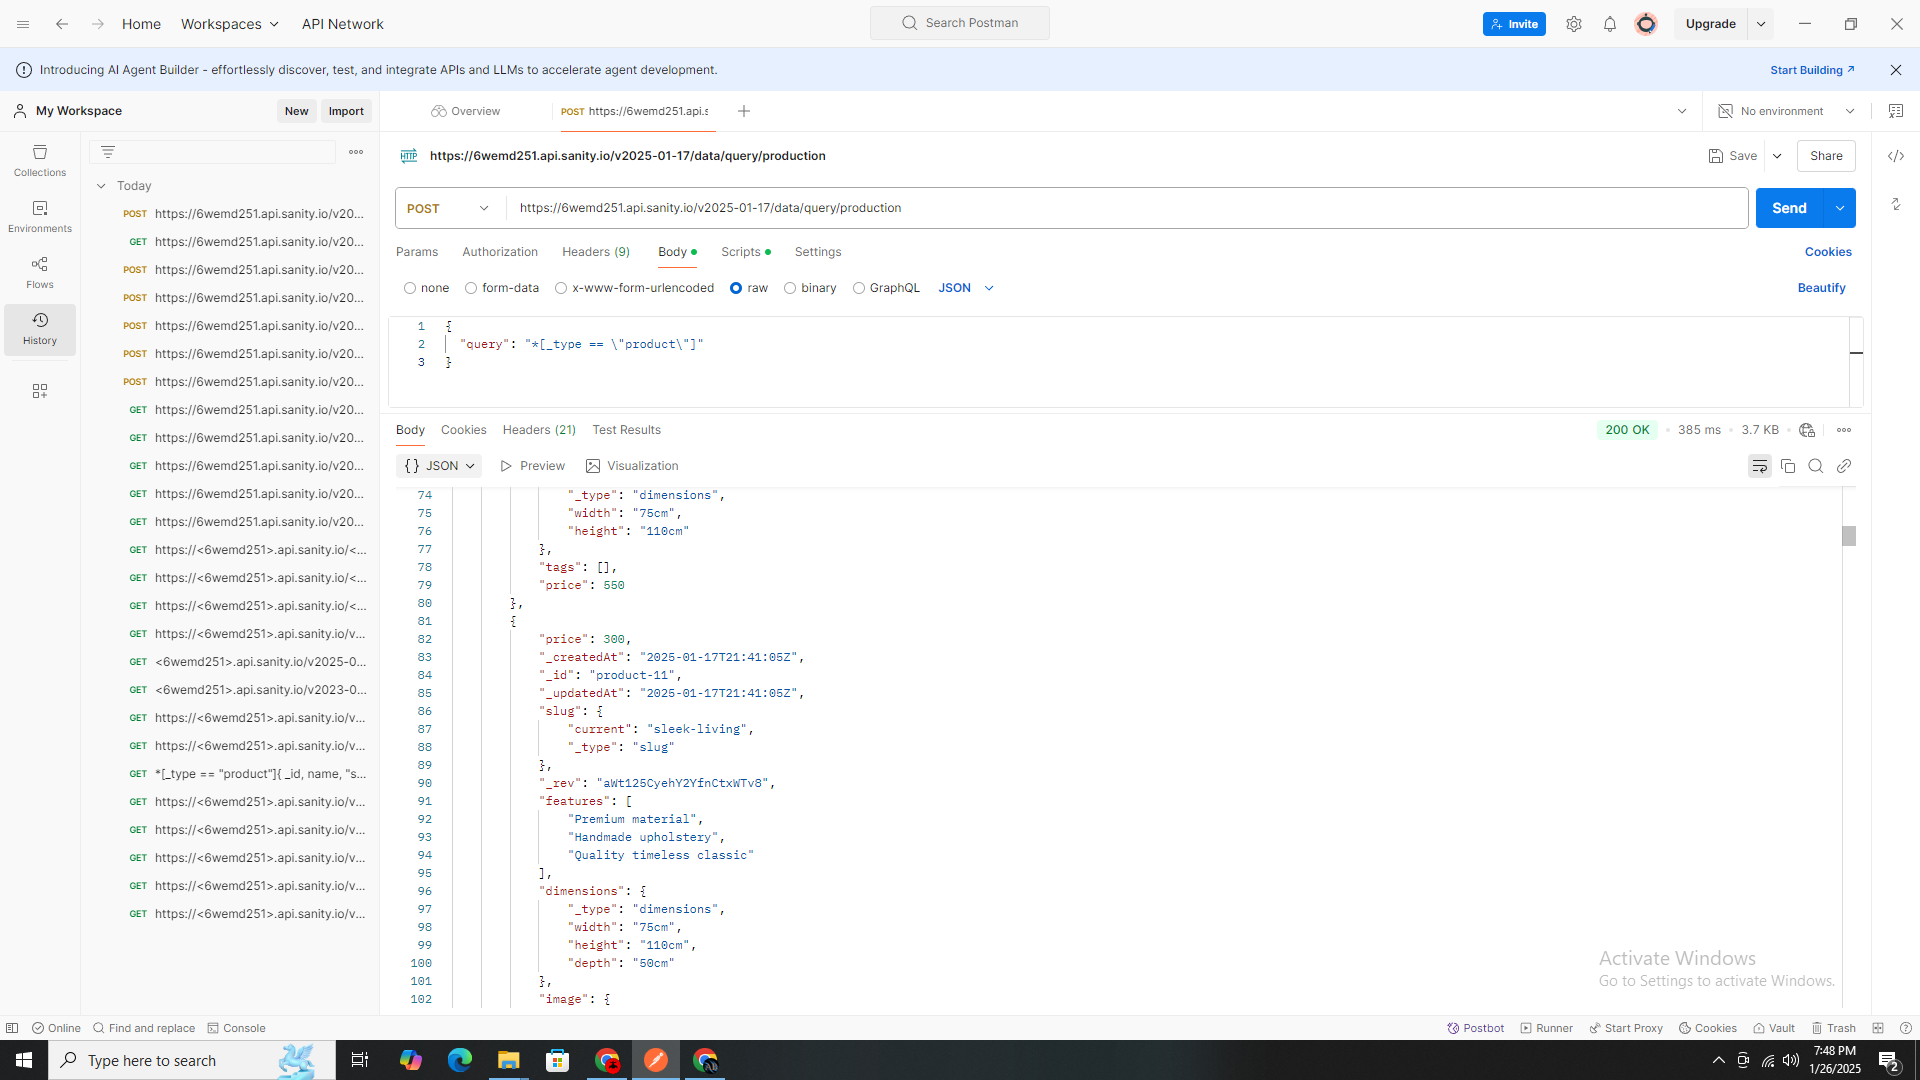 Home
Workspaces
API Network
Search Postman
Invite
Upgrade
Introducing AI Agent Builder - effortlessly discover, test, and integrate APIs and LLMs to accelerate agent development.
Start Building
My Workspace
New
Import
Overview
POST https://6wemd251.api.s
No environment
Collections
Environments
Flows
History
Today
POST https://6wemd251.api.sanity.io/v20...
GET https://6wemd251.api.sanity.io/v20...
POST https://6wemd251.api.sanity.io/v20...
POST https://6wemd251.api.sanity.io/v20...
POST https://6wemd251.api.sanity.io/v20...
POST https://6wemd251.api.sanity.io/v20...
POST https://6wemd251.api.sanity.io/v20...
GET https://6wemd251.api.sanity.io/v20...
GET https://6wemd251.api.sanity.io/v20...
GET https://6wemd251.api.sanity.io/v20...
GET https://6wemd251.api.sanity.io/v20...
GET https://6wemd251.api.sanity.io/v20...
GET https://<6wemd251>.api.sanity.io/<...
GET https://<6wemd251>.api.sanity.io/<...
GET https://<6wemd251>.api.sanity.io/<...
GET https://<6wemd251>.api.sanity.io/v...
GET <6wemd251>.api.sanity.io/v2025-0...
GET <6wemd251>.api.sanity.io/v2023-0...
GET https://<6wemd251>.api.sanity.io/v...
GET https://<6wemd251>.api.sanity.io/v...
GET *[_type == "product"]{ _id, name, "s...
GET https://<6wemd251>.api.sanity.io/v...
GET https://<6wemd251>.api.sanity.io/v...
GET https://<6wemd251>.api.sanity.io/v...
GET https://<6wemd251>.api.sanity.io/v...
GET https://<6wemd251>.api.sanity.io/v...
HTTP https://6wemd251.api.sanity.io/v2025-01-17/data/query/production
Save
Share
POST
https://6wemd251.api.sanity.io/v2025-01-17/data/query/production
Send
Params Authorization Headers (9) Body Scripts Settings
Cookies
none form-data x-www-form-urlencoded raw binary GraphQL JSON
Beautify
1 {
2 "query": "*[_type == \"product\"]"
3 }
Body Cookies Headers (21) Test Results
200 OK • 385 ms • 3.7 KB
{} JSON Preview Visualization
74 "_type": "dimensions",
75 "width": "75cm",
76 "height": "110cm"
77 },
78 "tags": [],
79 "price": 550
80 },
81 {
82 "price": 300,
83 "_createdAt": "2025-01-17T21:41:05Z",
84 "_id": "product-11",
85 "_updatedAt": "2025-01-17T21:41:05Z",
86 "slug": {
87 "current": "sleek-living",
88 "_type": "slug"
89 },
90 "_rev": "aWt125CyehY2YfnCtxWTv8",
91 "features": [
92 "Premium material",
93 "Handmade upholstery",
94 "Quality timeless classic"
95 ],
96 "dimensions": {
97 "_type": "dimensions",
98 "width": "75cm",
99 "height": "110cm",
100 "depth": "50cm"
101 },
102 "image": {
Activate Windows
Go to Settings to activate Windows.
Online
Find and replace
Console
Postbot
Runner
Start Proxy
Cookies
Vault
Trash
Type here to search
7:48 PM
1/26/2025
2